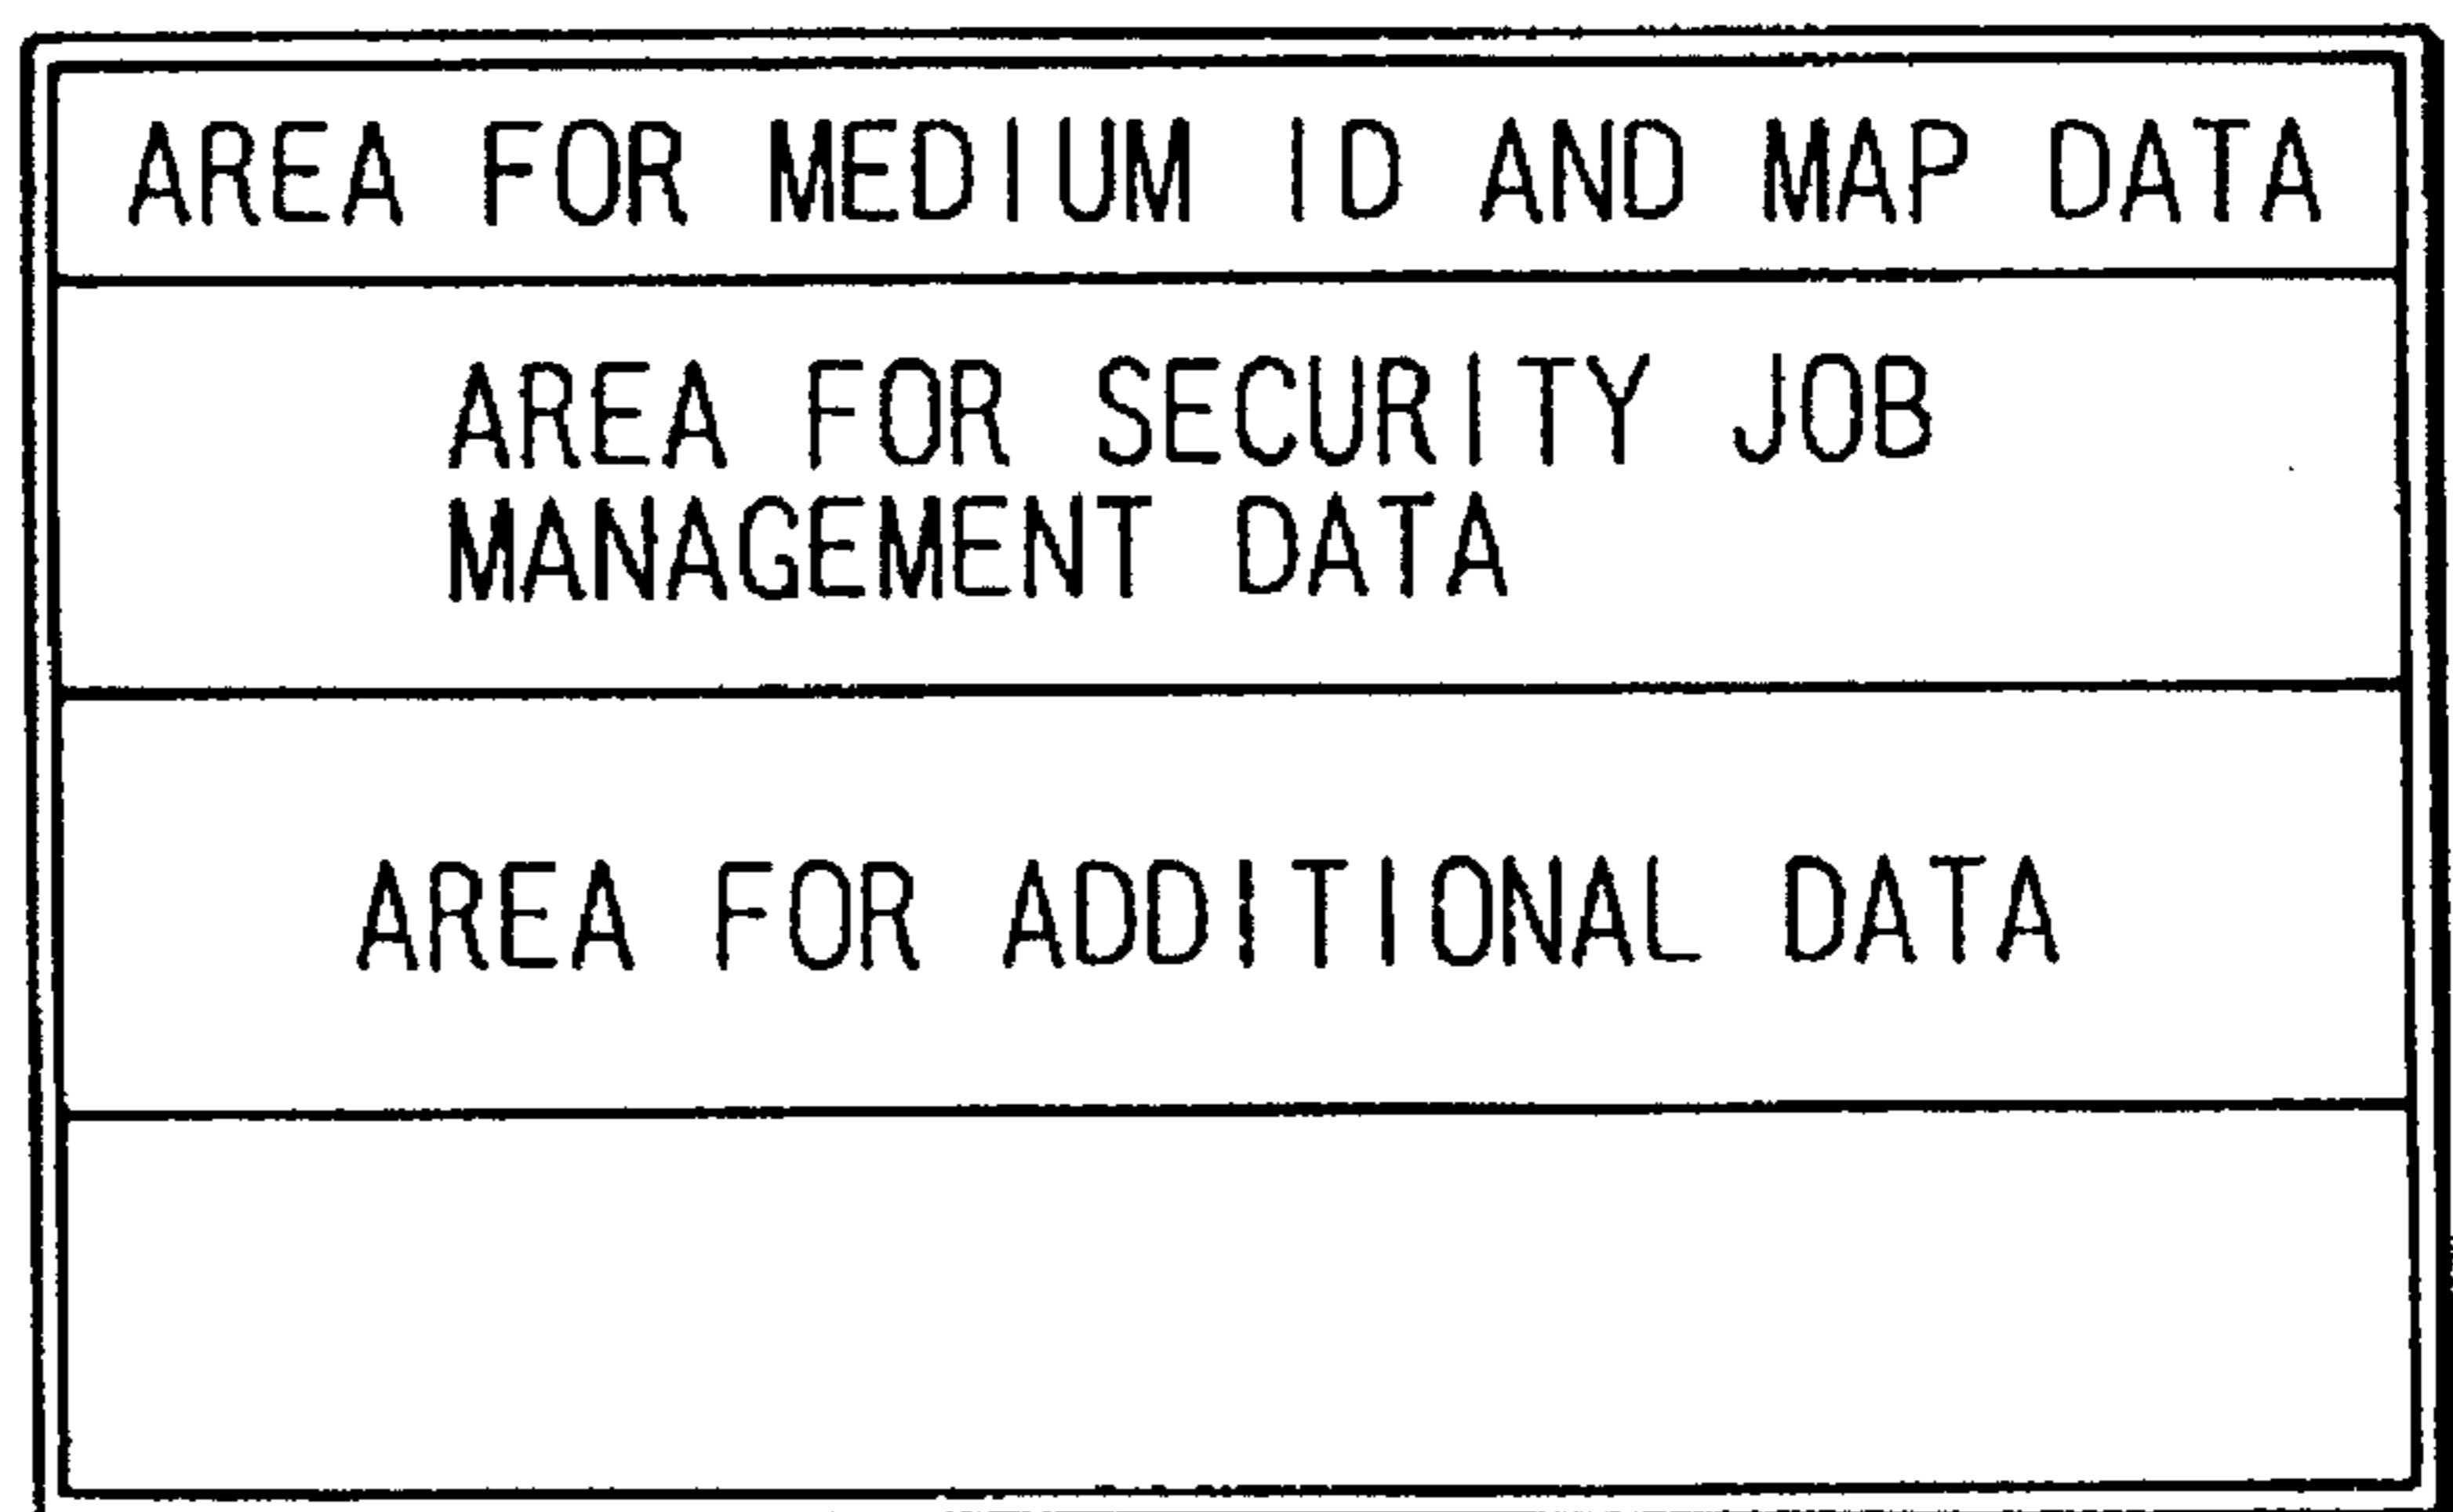 AREA FOR MEDIUM ID AND MAP DATA
AREA FOR SECURITY JOB
MANAGEMENT DATA
AREA FOR ADDITIONAL DATA